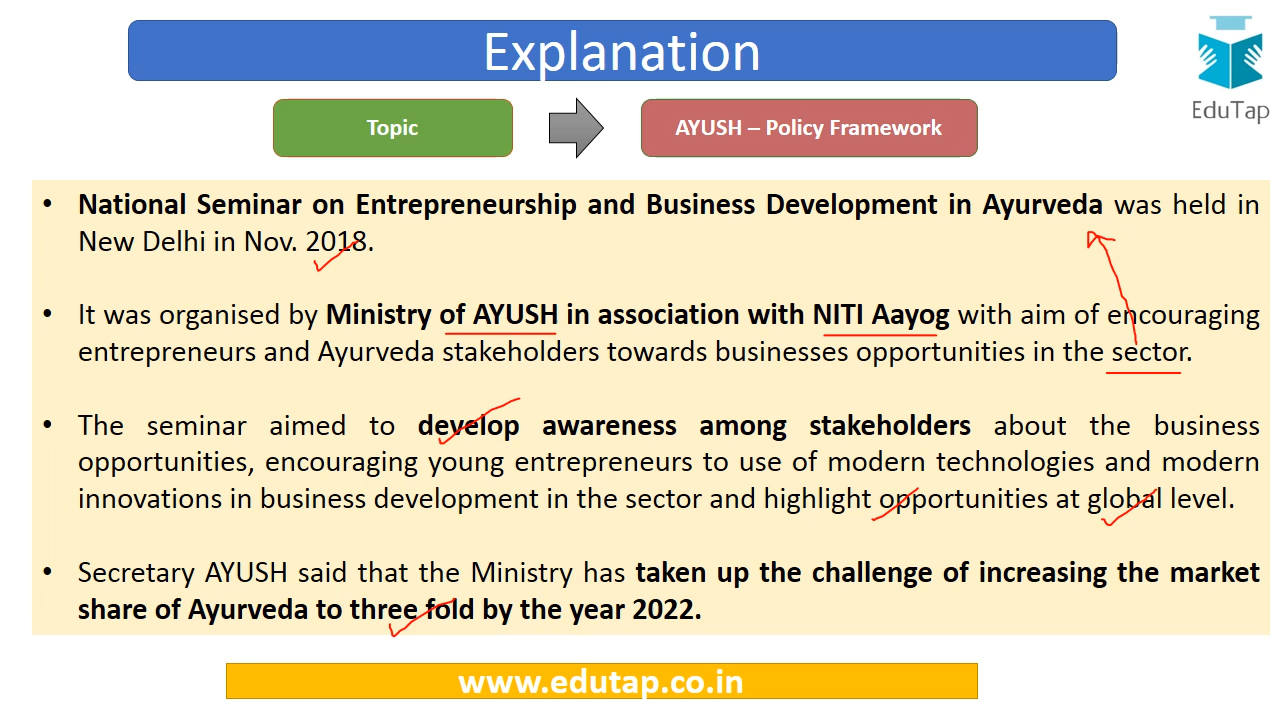 Explanation
EduTap
Topic
AYUSH – Policy Framework
• National Seminar on Entrepreneurship and Business Development in Ayurveda was held in
New Delhi in Nov. 2018.
• It was organised by Ministry of AYUSH in association with NITI Aayog with aim of encouraging
entrepreneurs and Ayurveda stakeholders towards businesses opportunities in the sector.
• The seminar aimed to develop awareness among stakeholders about the business
opportunities, encouraging young entrepreneurs to use of modern technologies and modern
innovations in business development in the sector and highlight opportunities at global level.
• Secretary AYUSH said that the Ministry has taken up the challenge of increasing the market
share of Ayurveda to three fold by the year 2022.
www.edutap.co.in